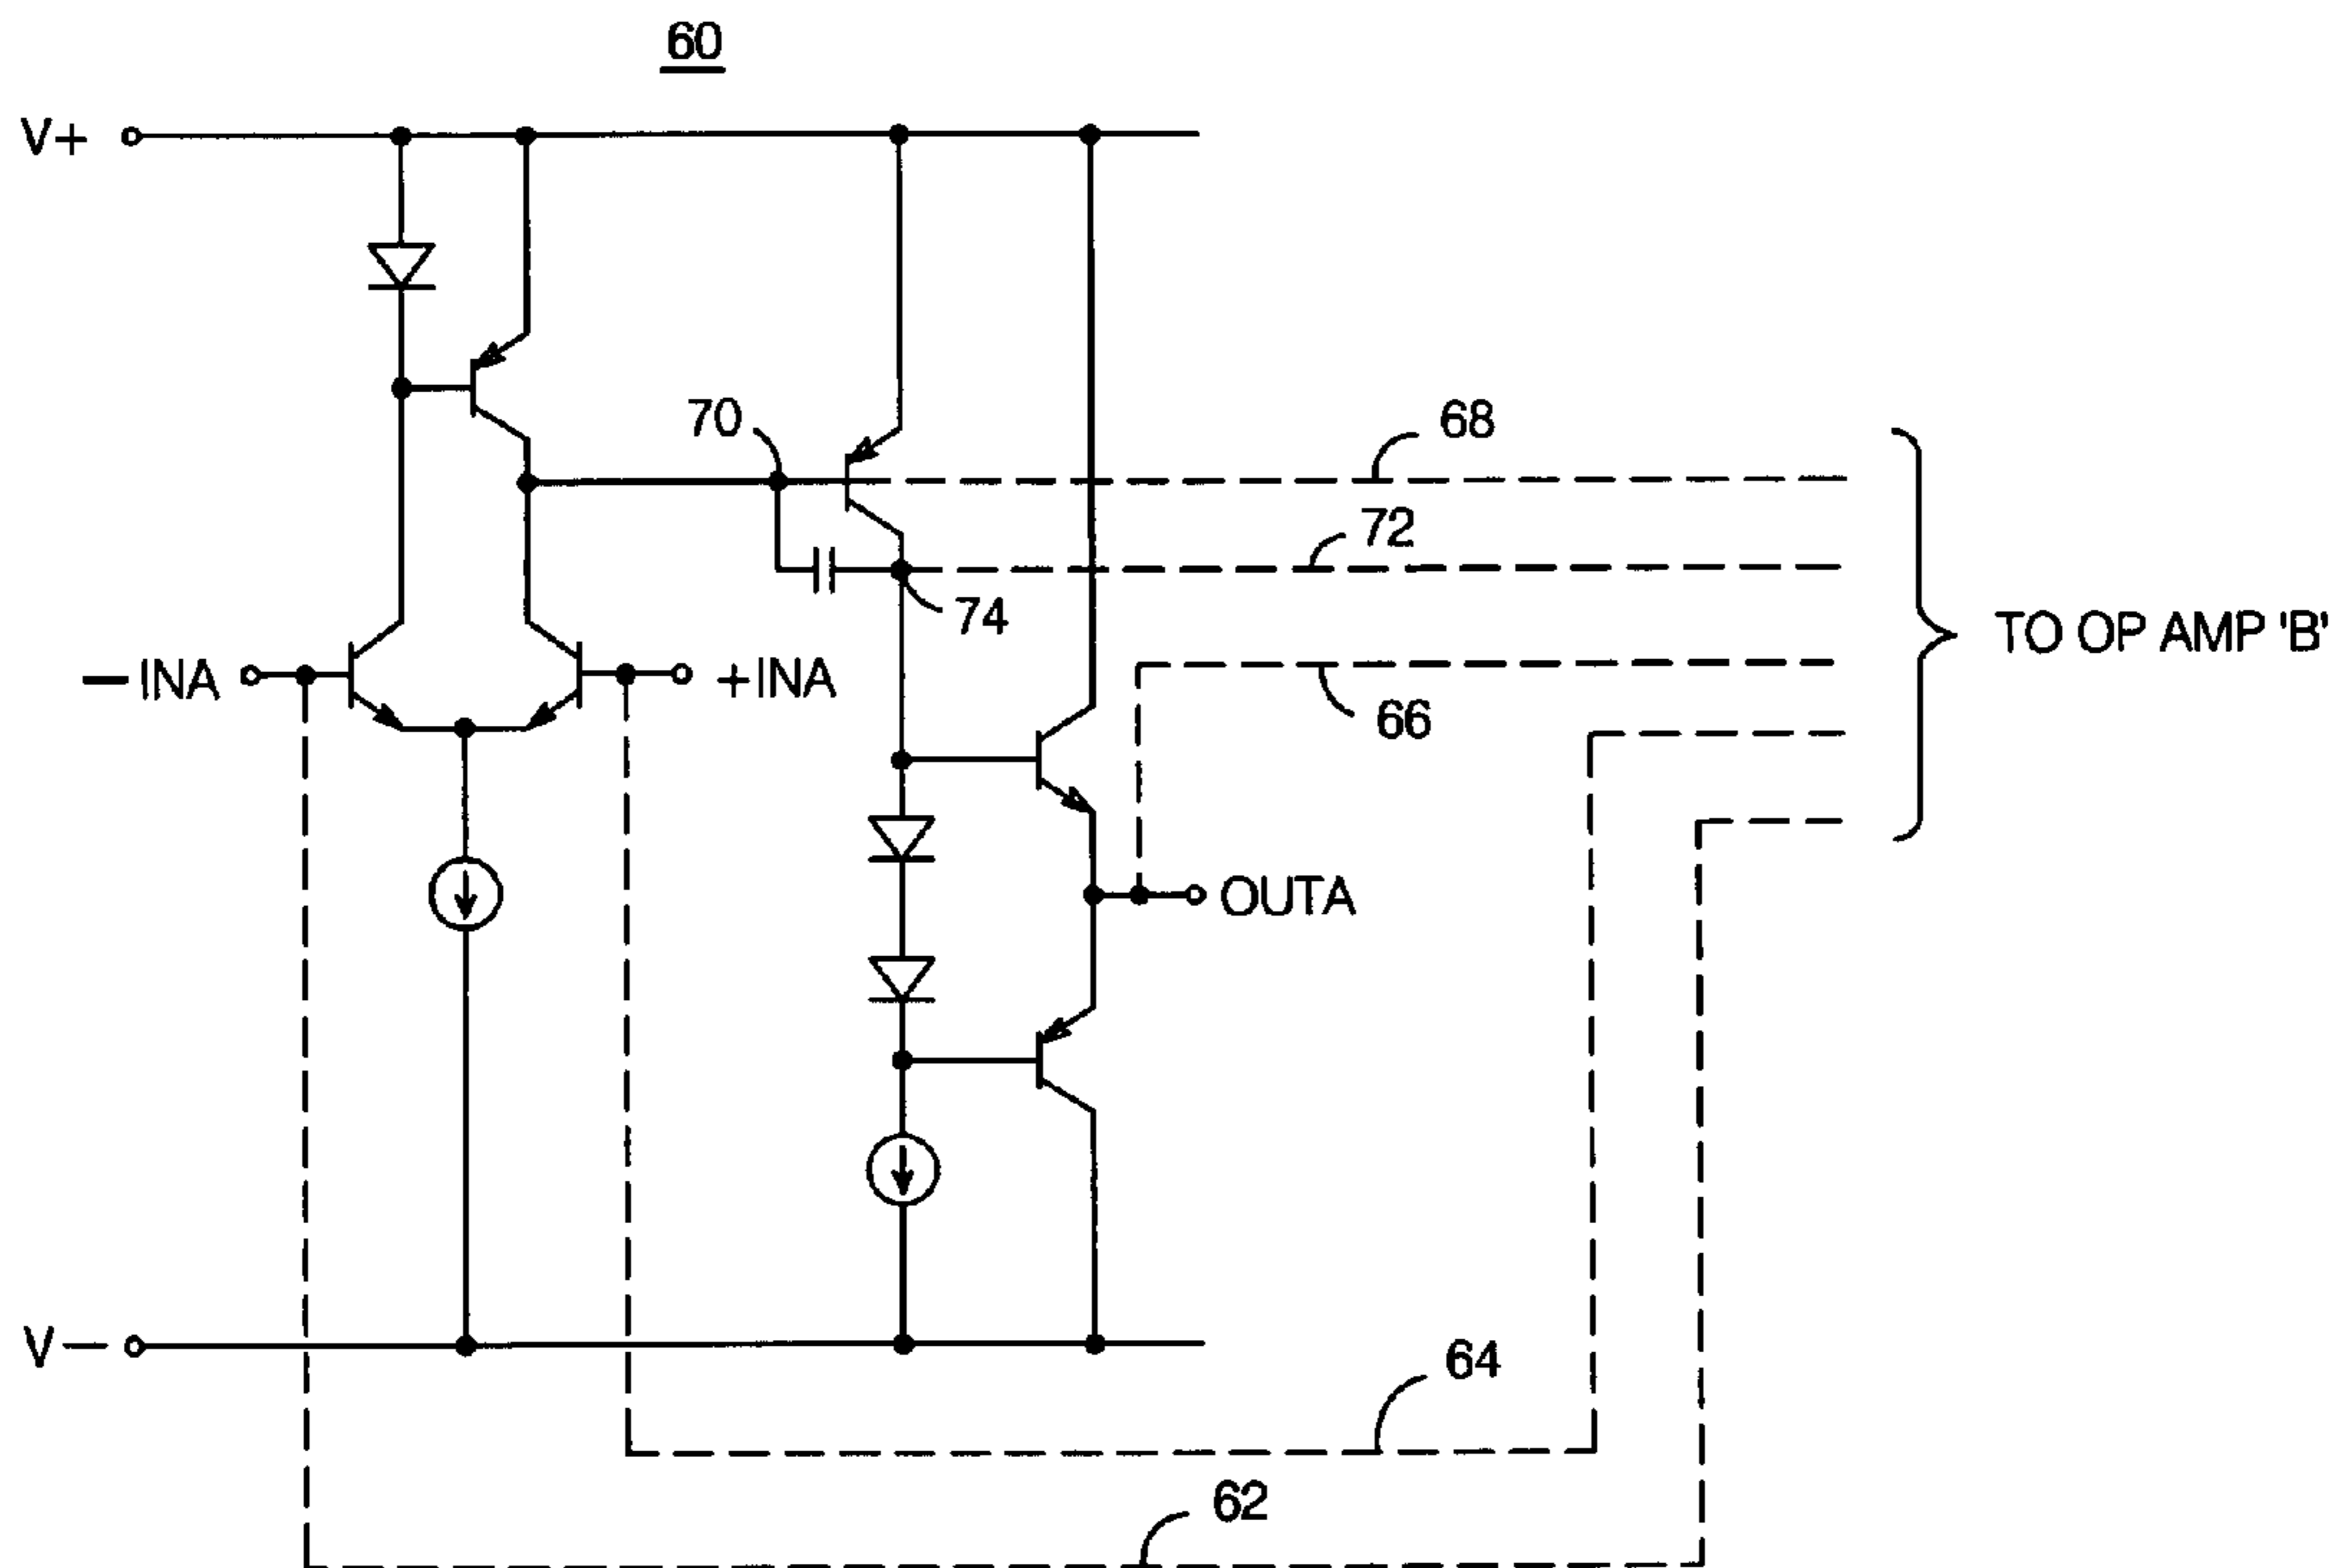 60
V+
70
68
72
74
TO OP AMP 'B'
— INA
+INA
66
OUTA
V—
64
62